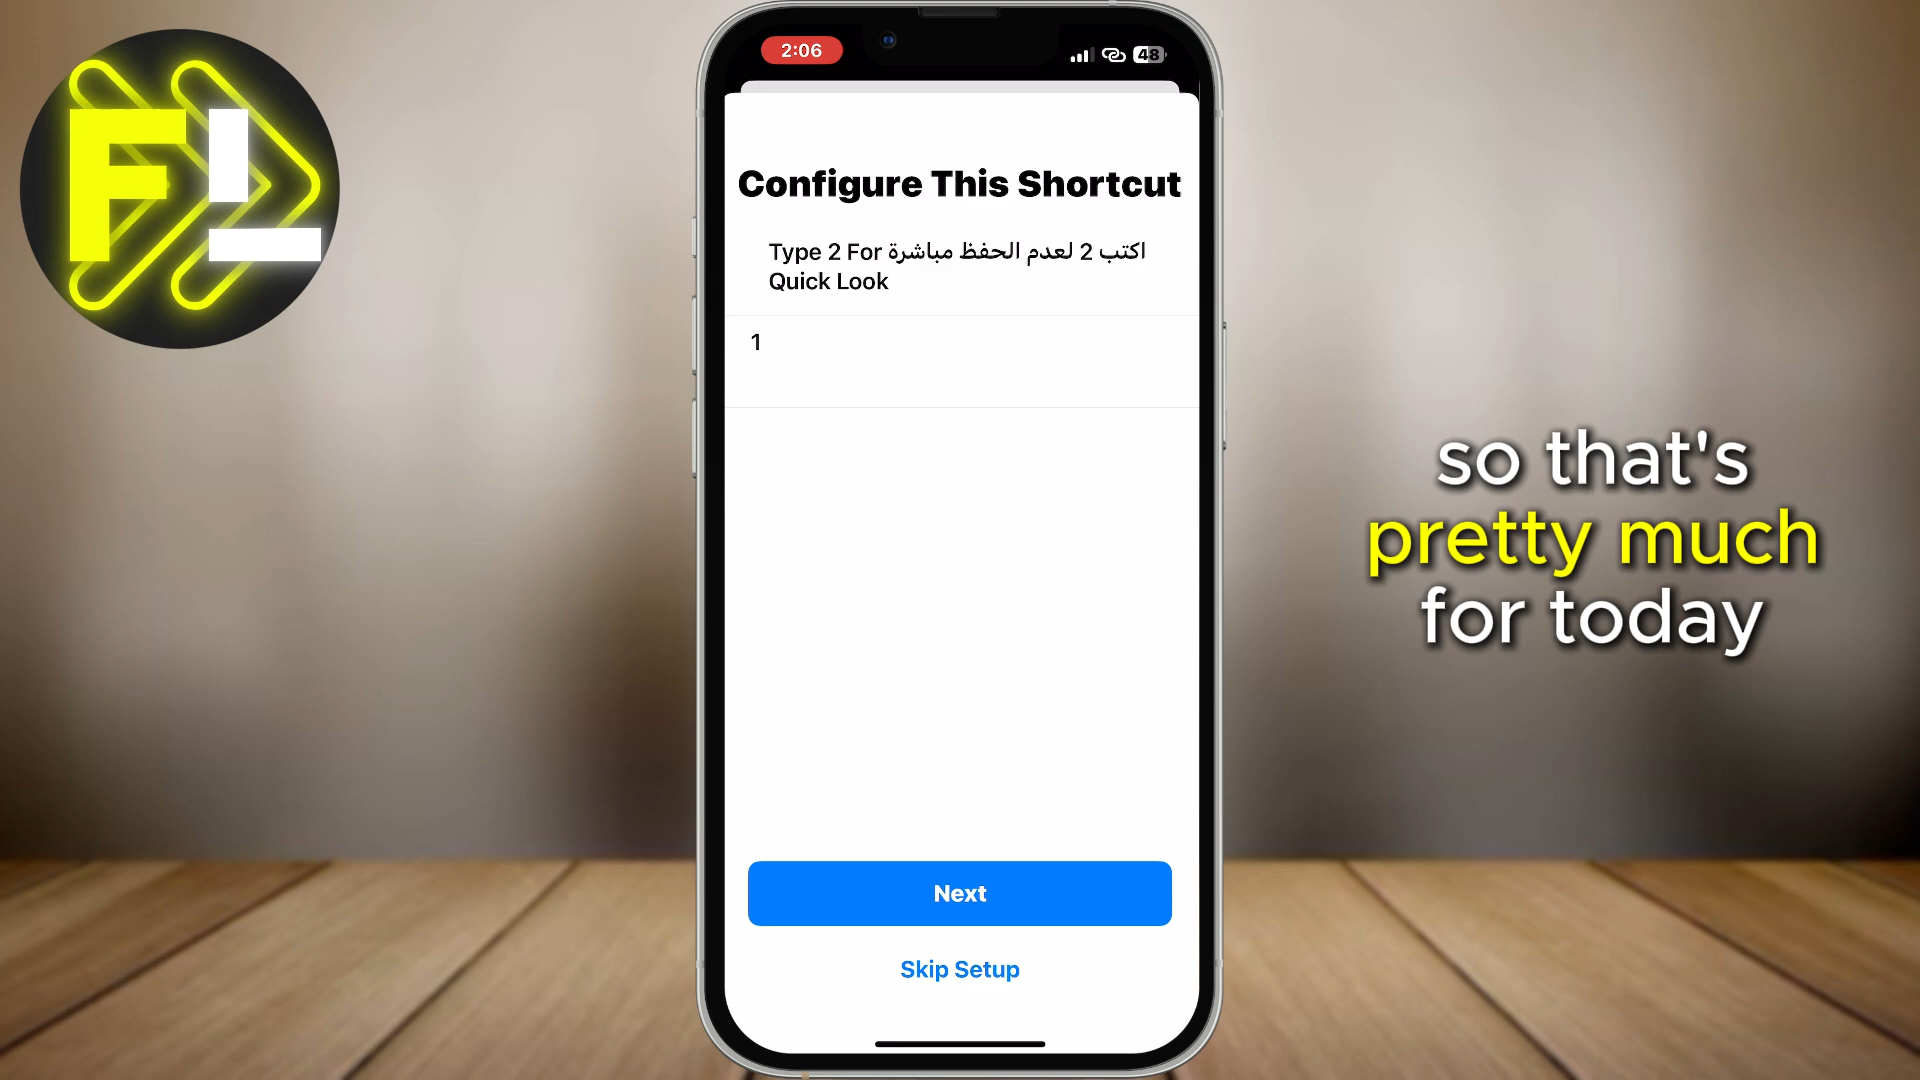 FL
2:06
48
Configure This Shortcut
Type 2 For اكتب 2 لعدم الحفظ مباشرة
Quick Look
1
Next
Skip Setup
so that's
pretty much
for today